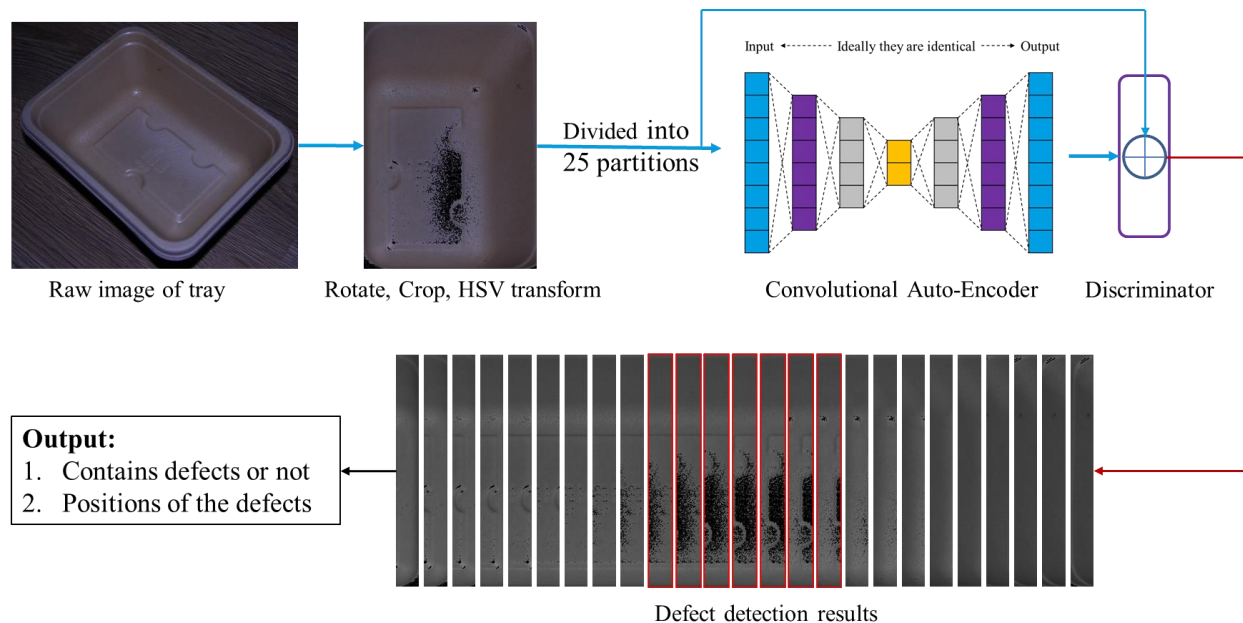 Input
Ideally they are identical
Output
Divided into
25 partitions
Raw image of tray
Rotate, Crop, HSV transform
Convolutional Auto-Encoder
Discriminator
Output:
1. Contains defects or not
2. Positions of the defects
Defect detection results